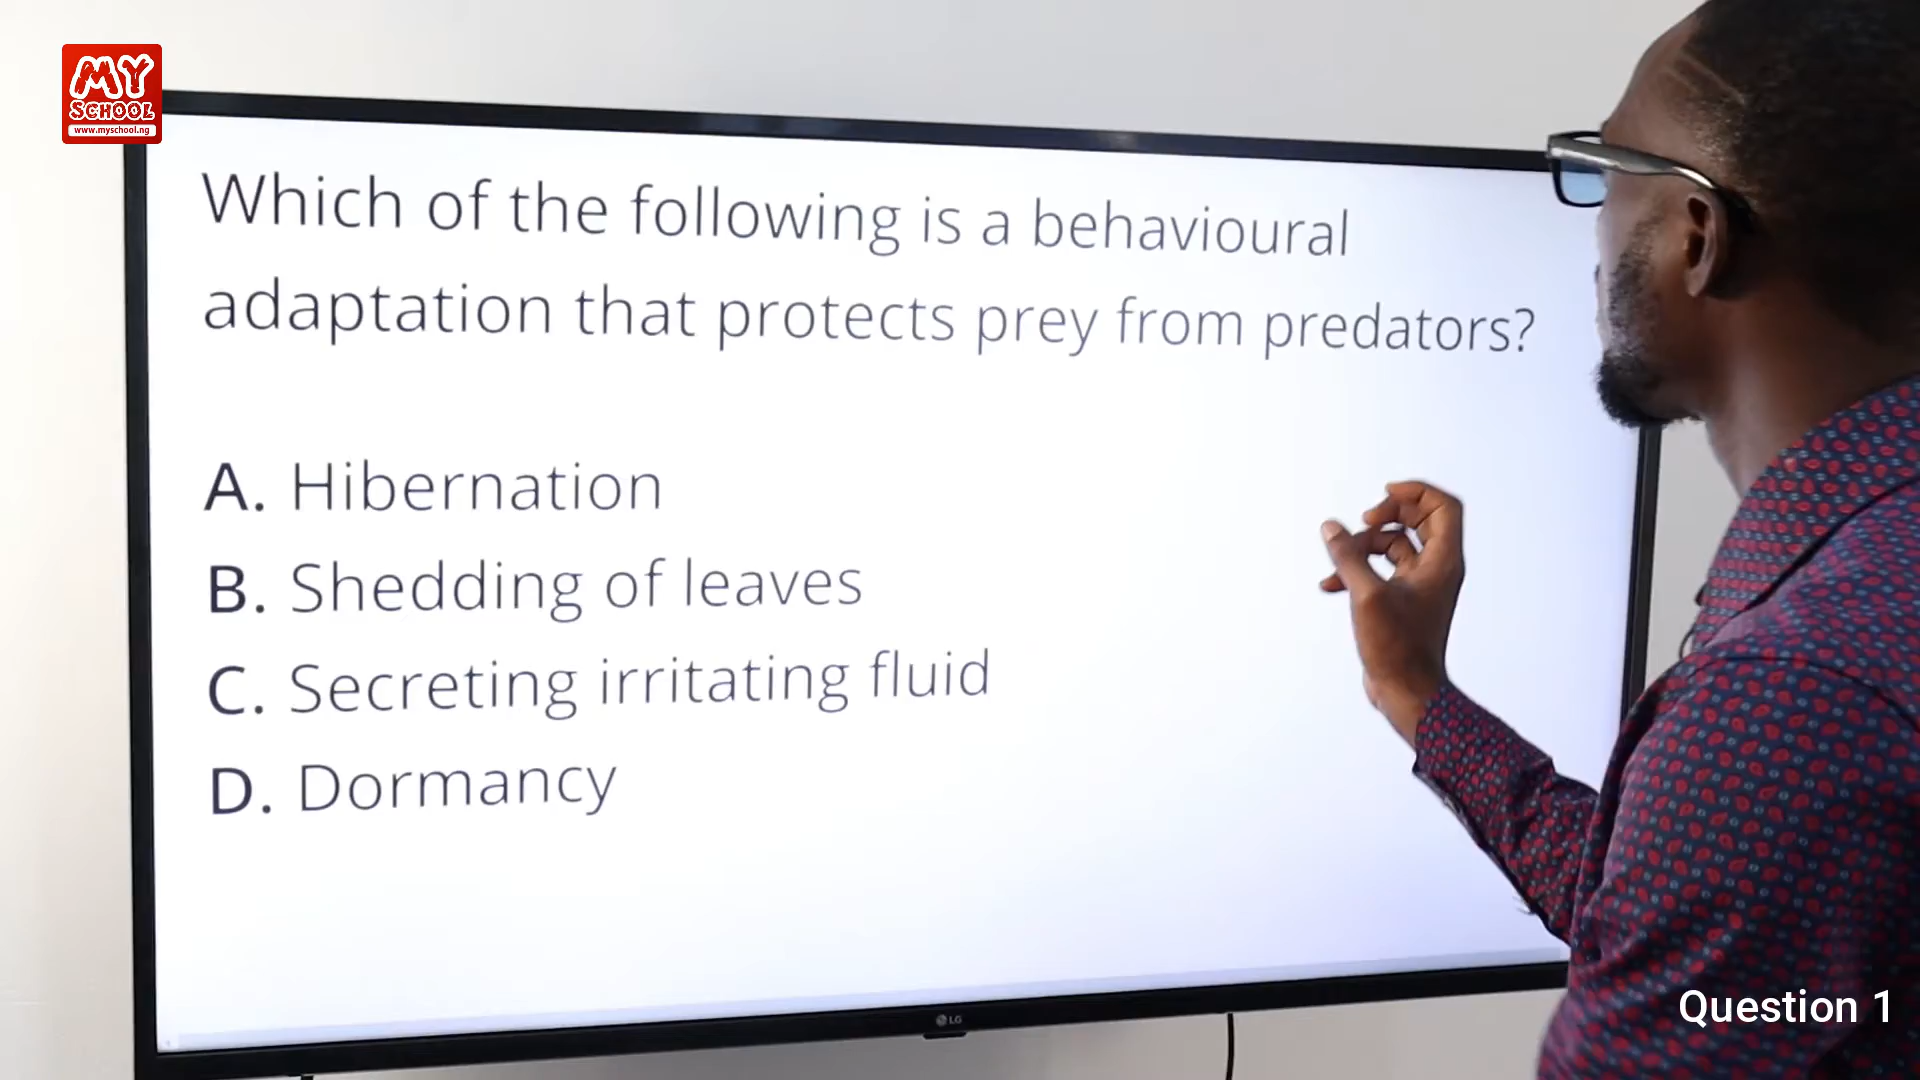 MY
SCHOOL
www.myschool.ng
Which of the following is a behavioural
adaptation that protects prey from predators?
A. Hibernation
B. Shedding of leaves
C. Secreting irritating fluid
D. Dormancy
LG
Question 1